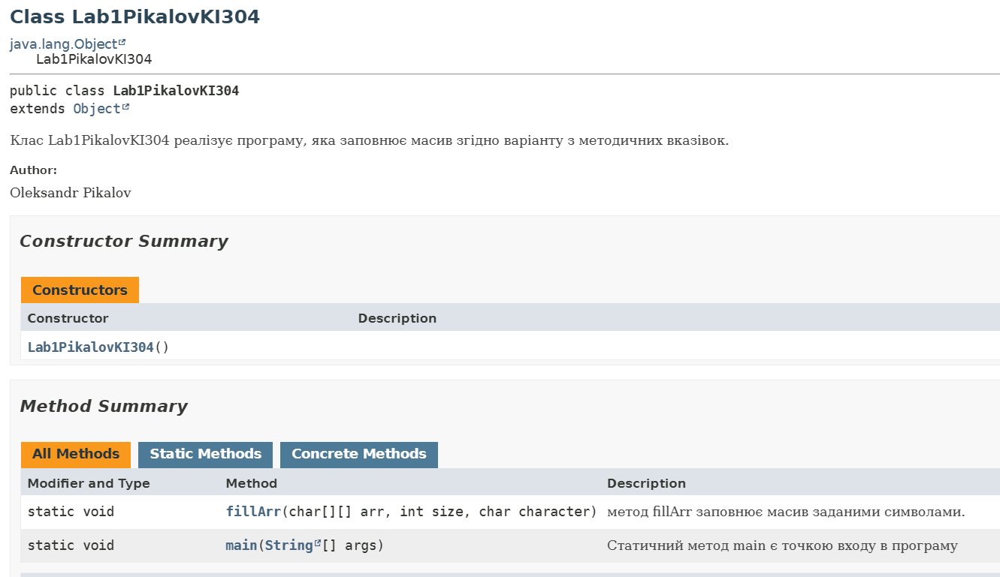 Class Lab1PikalovKI304
java.lang.Object
Lab1PikalovKI304
public class Lab1PikalovKI304
extends Object
Клас Lab1PikalovKI304 реалізує програму, яка заповнює масив згідно варіанту з методичних вказівок.
Author:
Oleksandr Pikalov
Constructor Summary
Constructors
Constructor Description
Lab1PikalovKI304()
Method Summary
All Methods Static Methods Concrete Methods
Modifier and Type Method Description
static void fillArr(char[][] arr, int size, char character) метод fillArr заповнює масив заданими символами.
static void main(String[] args) Статичний метод main є точкою входу в програму